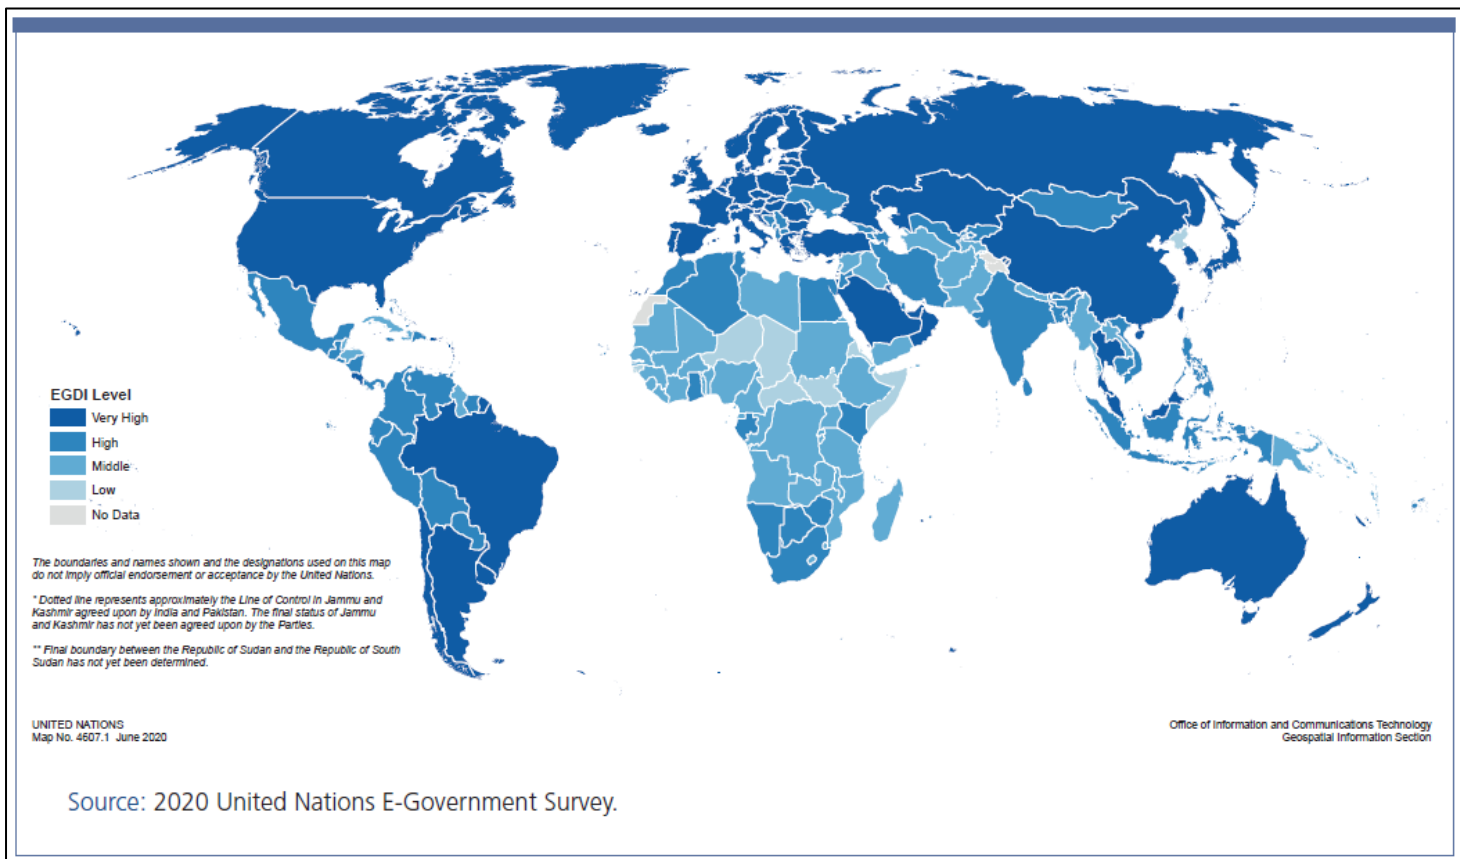 EGDI Level
Very High
High
Middle
Low
No Data
The boundaries and names shown and the designations used on this map
do not imply official endorsement or acceptance by the United Nations.
* Dotted line represents approximately the Line of Control in Jammu and
Kashmir agreed upon by India and Pakistan. The final status of Jammu
and Kashmir has not yet been agreed upon by the Parties.
** Final boundary between the Republic of Sudan and the Republic of South
Sudan has not yet been determined.
UNITED NATIONS
Map No. 4607.1 June 2020
Office of Information and Communications Technology
Geospatial Information Section
Source: 2020 United Nations E-Government Survey.